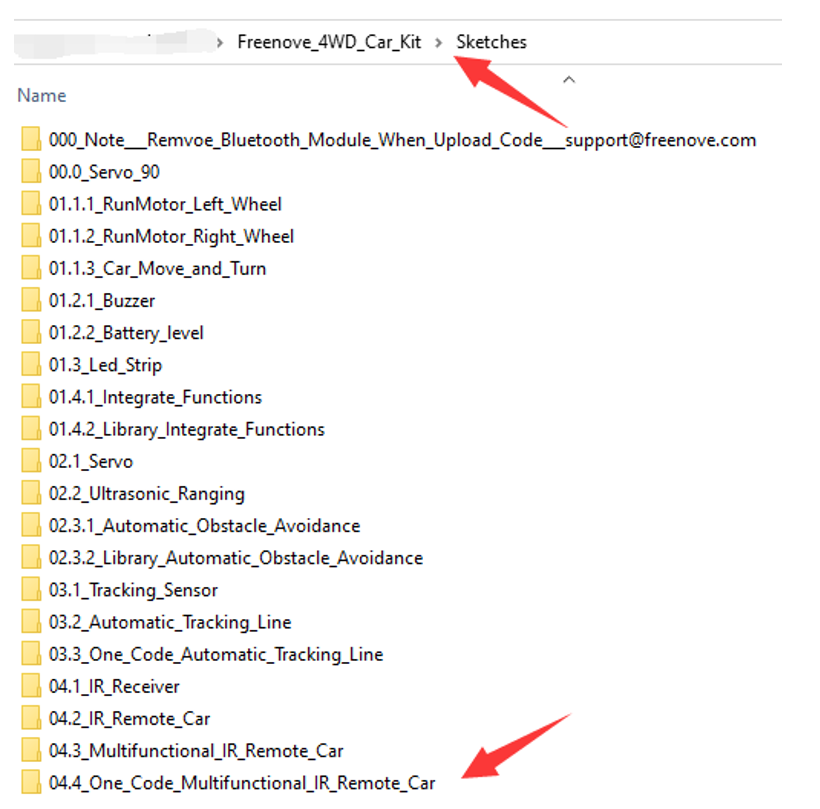 Freenove_4WD_Car_Kit > Sketches
Name
000_Note___Remvoe_Bluetooth_Module_When_Upload_Code___support@freenove.com
00.0_Servo_90
01.1.1_RunMotor_Left_Wheel
01.1.2_RunMotor_Right_Wheel
01.1.3_Car_Move_and_Turn
01.2.1_Buzzer
01.2.2_Battery_level
01.3_Led_Strip
01.4.1_Integrate_Functions
01.4.2_Library_Integrate_Functions
02.1_Servo
02.2_Ultrasonic_Ranging
02.3.1_Automatic_Obstacle_Avoidance
02.3.2_Library_Automatic_Obstacle_Avoidance
03.1_Tracking_Sensor
03.2_Automatic_Tracking_Line
03.3_One_Code_Automatic_Tracking_Line
04.1_IR_Receiver
04.2_IR_Remote_Car
04.3_Multifunctional_IR_Remote_Car
04.4_One_Code_Multifunctional_IR_Remote_Car